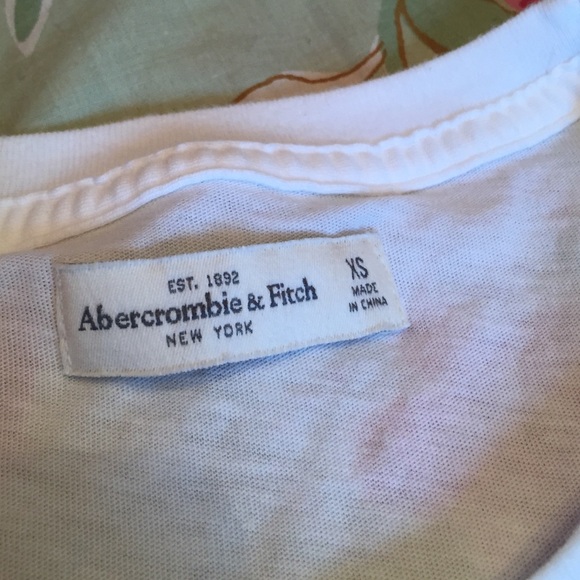 EST. 1892
Abercrombie & Fitch
NEW YORK
XS
MADE
IN CHINA